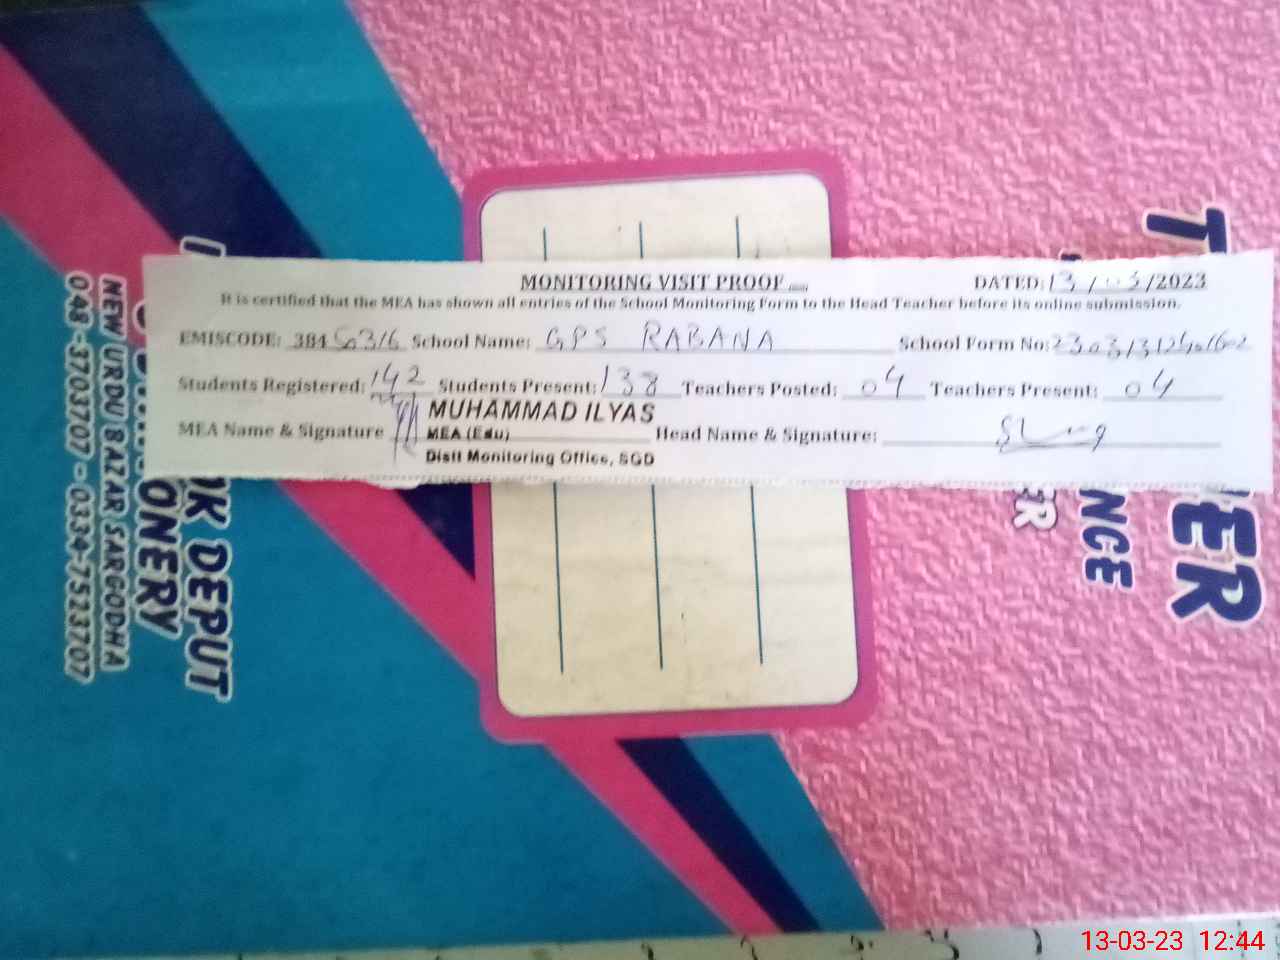 MONITORING VISIT PROOF
DATED: 13/03/2023
It is certified that the MEA has shown all entries of the School Monitoring Form to the Head Teacher before its online submission.
EMISCODE: 384 School Name: GPS RABANA School Form No:
Students Registered: 142 Students Present: 138 Teachers Posted: 04 Teachers Present: 04
MEA Name & Signature MUHAMMAD ILYAS Head Name & Signature:
MEA (Edu)
Distt Monitoring Office, SGD
OK DEPUT
ONERY
NEW URDU BAZAR SARGODHA
048-3703707 - 0334-7523707
T
ER
NGE
ER
13-03-23 12:44